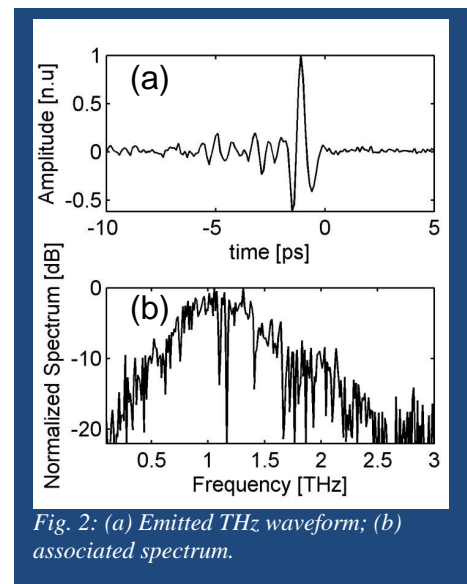 (a)
Amplitude [n.u]
1
0.5
0
-0.5
-10
-5
0
5
time [ps]
(b)
Normalized Spectrum [dB]
0
-10
-20
0.5
1
1.5
2
2.5
3
Frequency [THz]
Fig. 2: (a) Emitted THz waveform; (b)
associated spectrum.